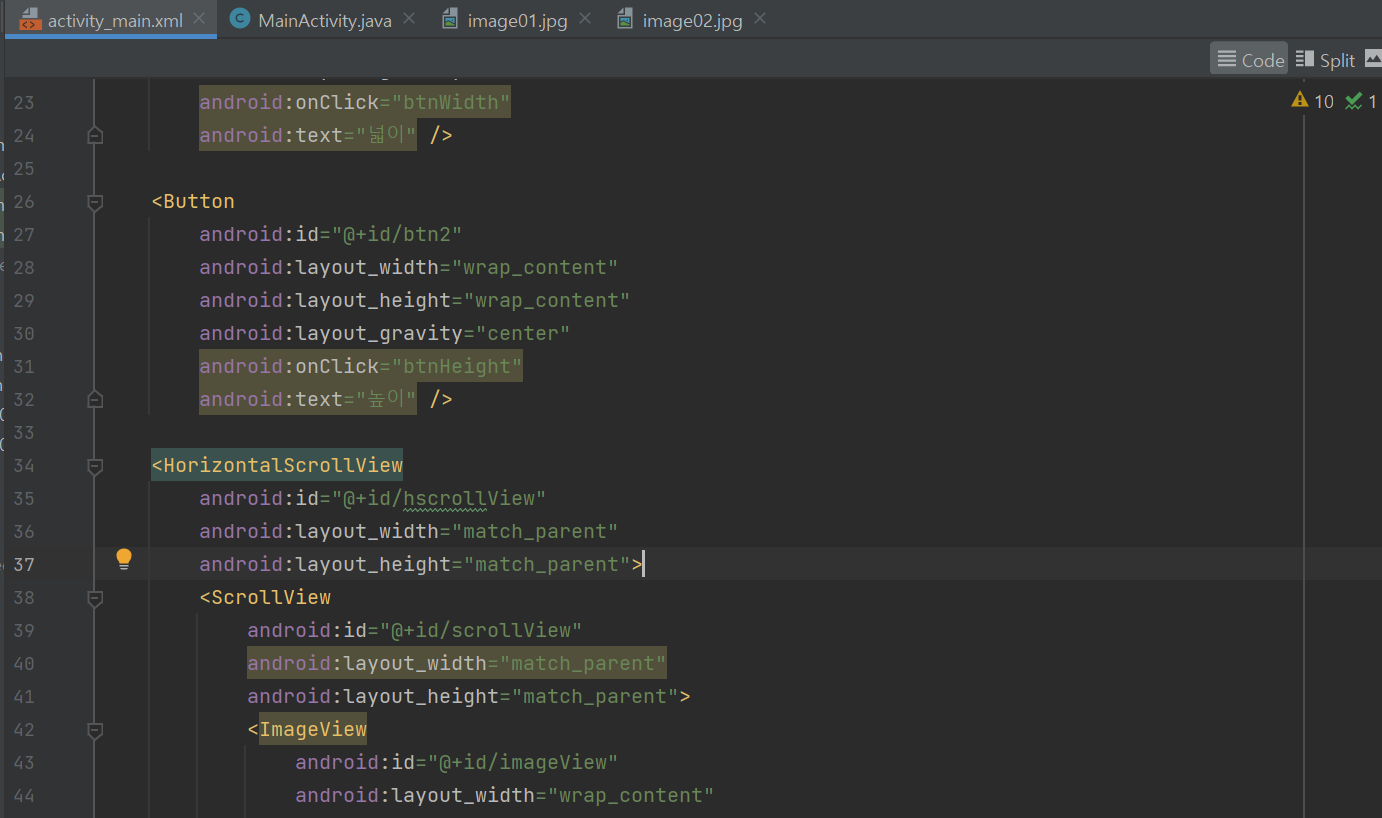 activity_main.xml MainActivity.java image01.jpg image02.jpg
Code Split
10 1
23 android:onClick="btnWidth"
24 android:text="넓이" />
25
26 <Button
27 android:id="@+id/btn2"
28 android:layout_width="wrap_content"
29 android:layout_height="wrap_content"
30 android:layout_gravity="center"
31 android:onClick="btnHeight"
32 android:text="높이" />
33
34 <HorizontalScrollView
35 android:id="@+id/hscrollView"
36 android:layout_width="match_parent"
37 android:layout_height="match_parent">
38 <ScrollView
39 android:id="@+id/scrollView"
40 android:layout_width="match_parent"
41 android:layout_height="match_parent">
42 <ImageView
43 android:id="@+id/imageView"
44 android:layout_width="wrap_content"